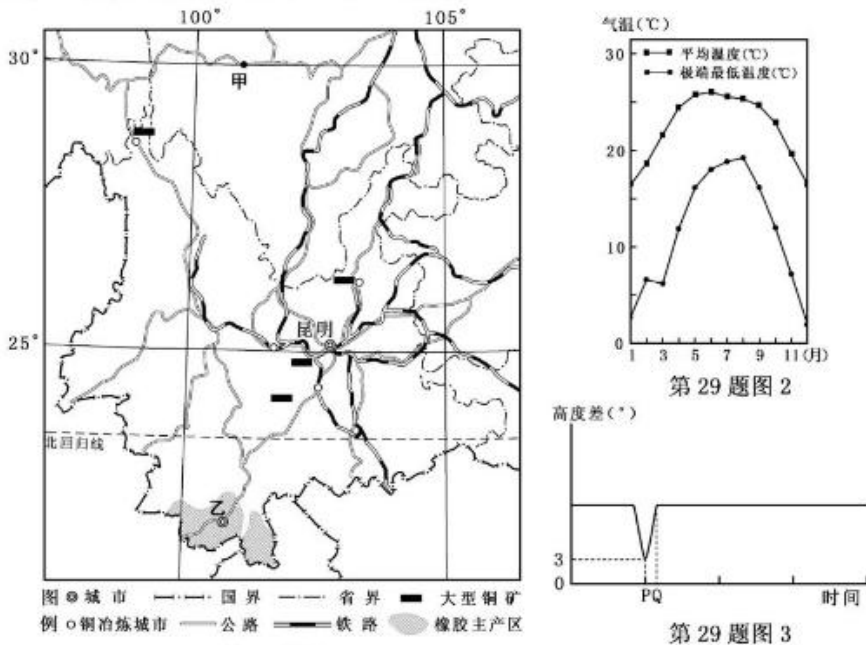 100°
105°
30°
甲
昆明
25°
北回归线
乙
图 城市 国界 省界 大型铜矿
例 铜冶炼城市 公路 铁路 橡胶主产区
气温(℃)
30
平均温度(℃)
极端最低温度(℃)
20
10
0
1 3 5 7 9 11(月)
第29题图2
高度差(°)
3
0
P Q 时间
第29题图3